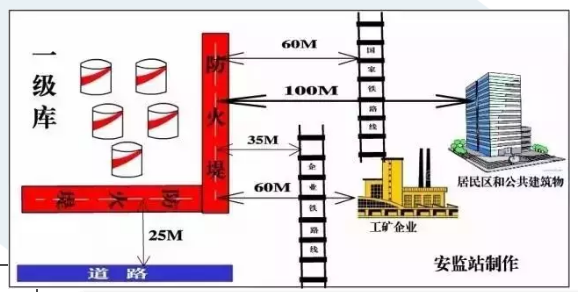 一级库
防火堤
防火堤
60M
100M
35M
60M
25M
国家铁路线
企业铁路线
居民区和公共建筑物
工矿企业
道路
安监站制作